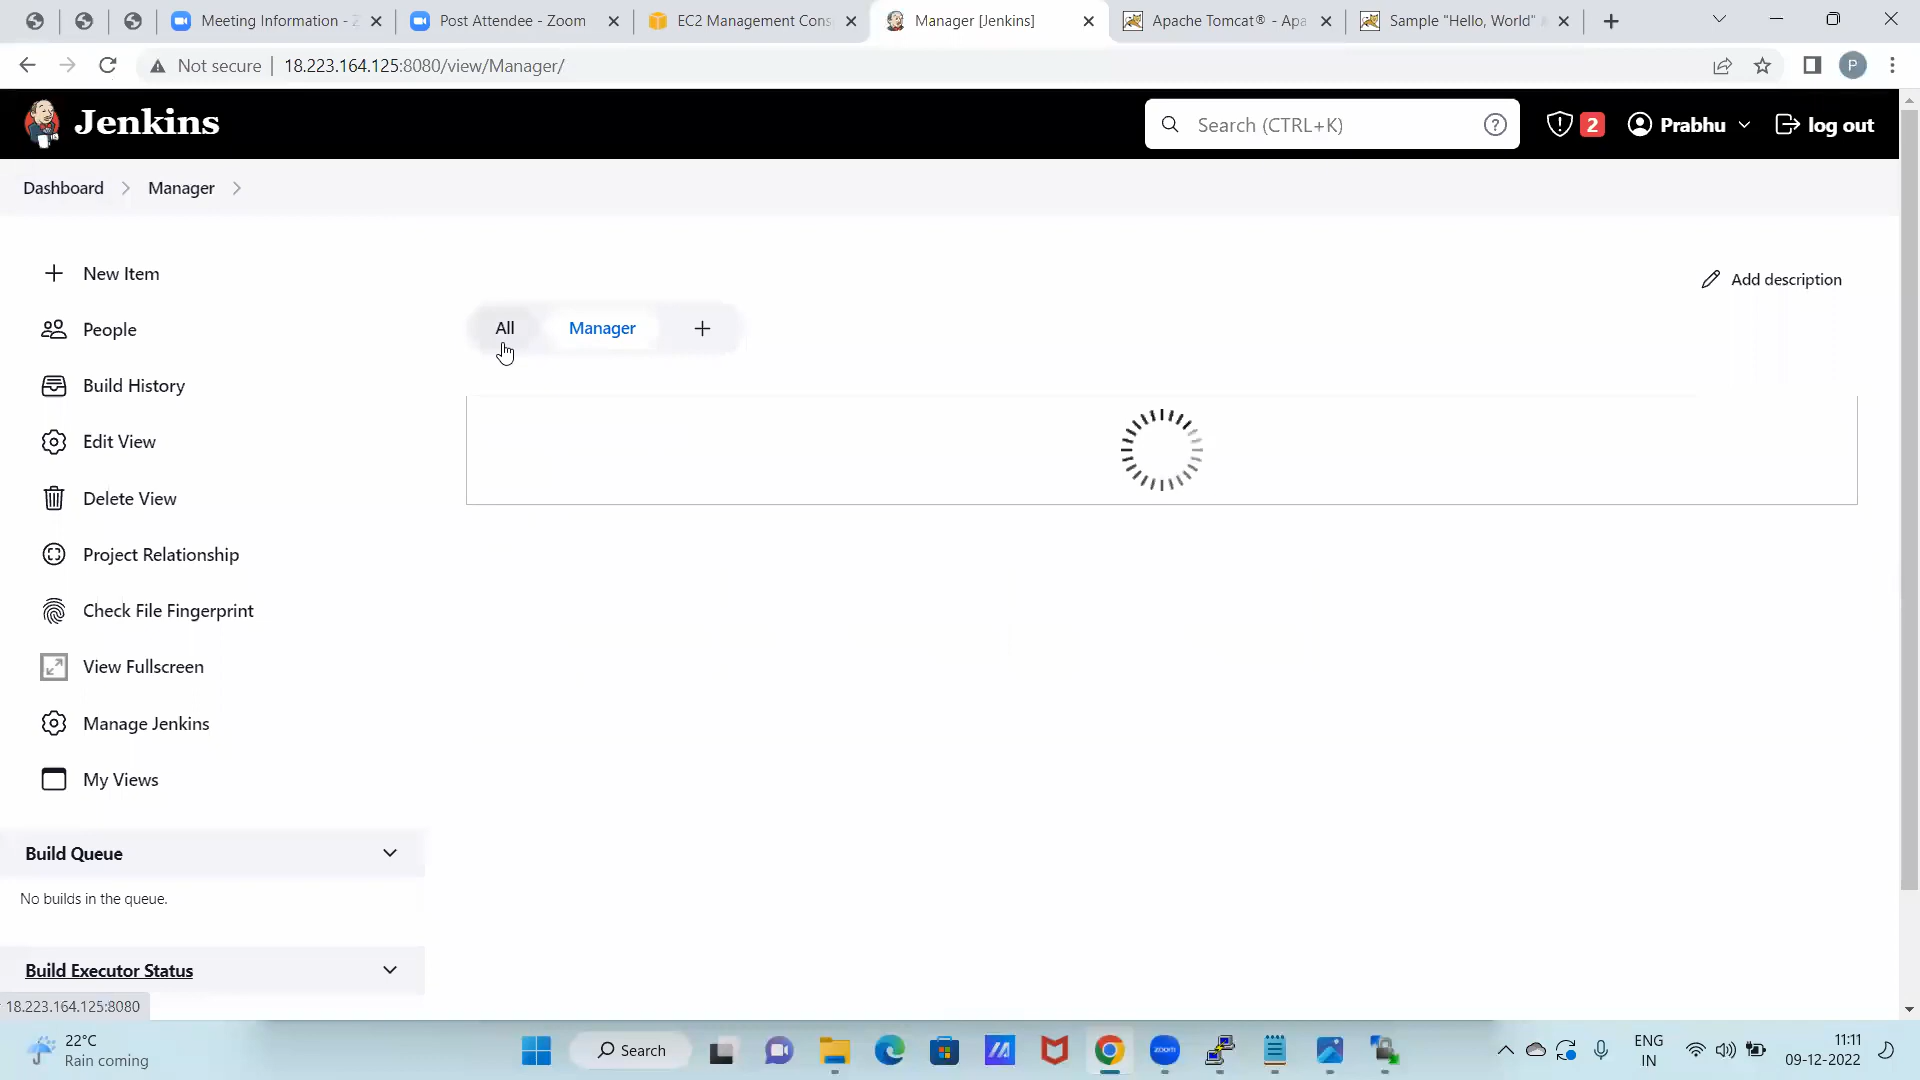 Meeting Information - Z
Post Attendee - Zoom
EC2 Management Cons
Manager [Jenkins]
Apache Tomcat® - Apa
Sample "Hello, World" A
Not secure
18.223.164.125:8080/view/Manager/
Jenkins
Search (CTRL+K)
2
Prabhu
log out
P
Dashboard
Manager
New Item
Add description
All
Manager
People
Build History
Edit View
Delete View
Project Relationship
Check File Fingerprint
View Fullscreen
Manage Jenkins
My Views
Build Queue
No builds in the queue.
Build Executor Status
18.223.164.125:8080
22°C
Rain coming
Search
zoom
ENG
IN
11:11
09-12-2022